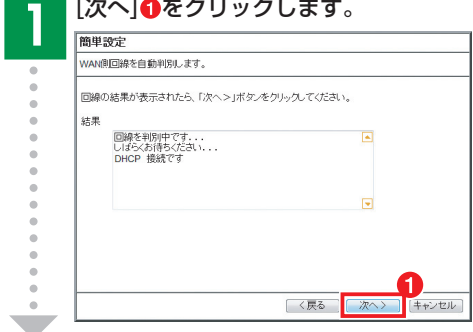 1
[次へ]❶をクリックします。
簡単設定
WAN側回線を自動判別します。
回線の結果が表示されたら、「次へ>」ボタンをクリックしてください。
結果
回線を判別中です...
しばらくお待ちください...
DHCP 接続です
1
<戻る 次へ> キャンセル